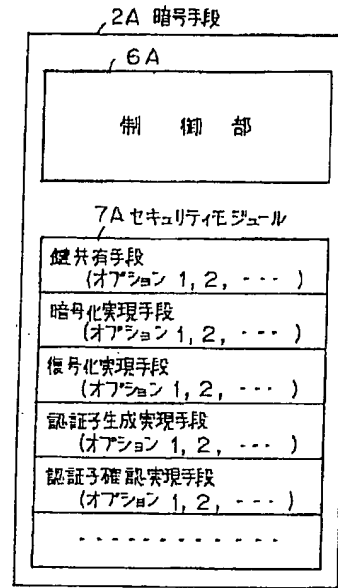 2A 暗号手段
6A
制 御 部
7A セキュリティモジュール
鍵共有手段
(オプション 1, 2, ‐‐‐ )
暗号化実現手段
(オプション 1, 2, ‐‐‐ )
復号化実現手段
(オプション 1, 2, ‐‐‐ )
認証子生成実現手段
(オプション 1, 2, ‐‐‐ )
認証子確認実現手段
(オプション 1, 2, ‐‐‐ )
‐‐‐‐‐‐‐‐‐‐‐‐